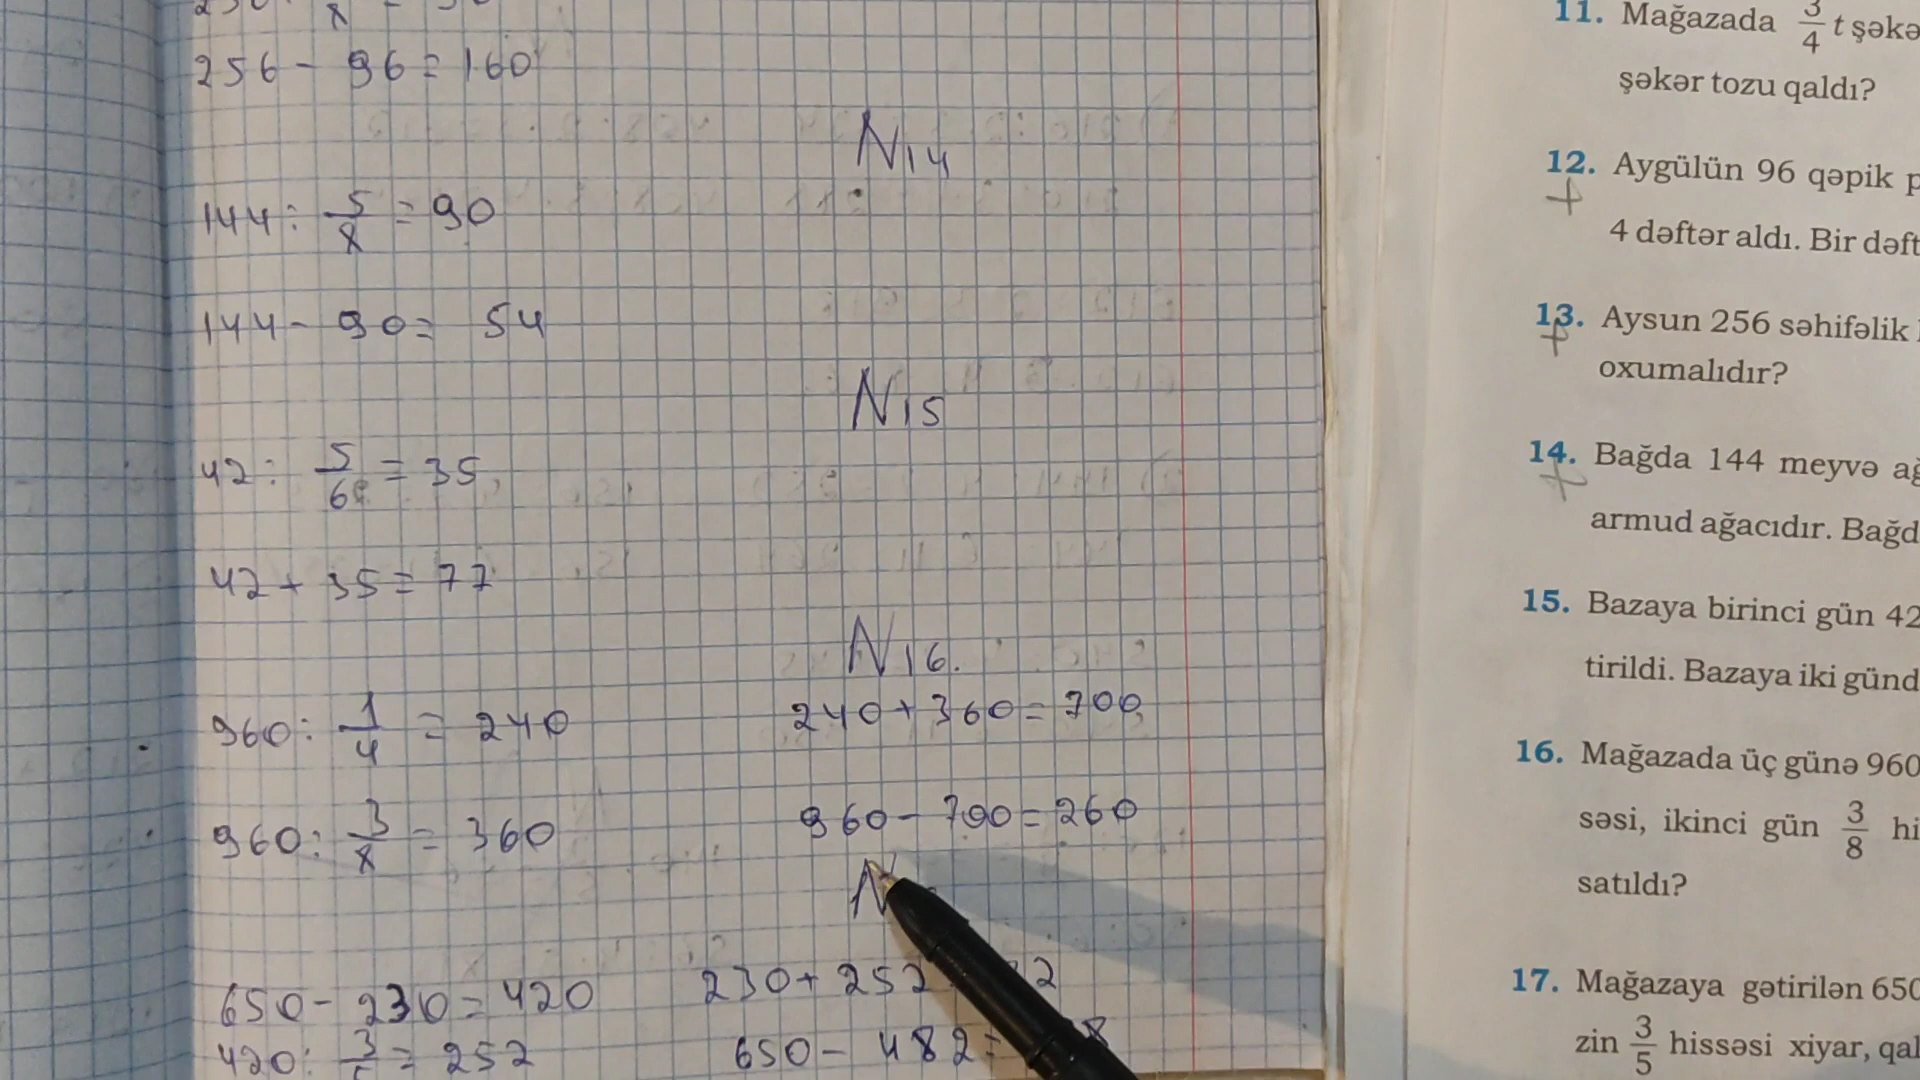 256 - 96 = 160
N14
144 : 5/8 = 90
144 - 90 = 54
N15
42 : 5/6 = 35
42 + 35 = 77
N16.
960 : 1/4 = 240
240 + 360 = 700
960 : 3/8 = 360
960 - 700 = 260
N
650 - 230 = 420
230 + 252
420 : = 252
650 - 482 =
11. Mağazada 3/4 t şəkə
şəkər tozu qaldı?
12. Aygülün 96 qəpik p
4 dəftər aldı. Bir dəft
13. Aysun 256 səhifəlik
oxumalıdır?
14. Bağda 144 meyvə ağ
armud ağacıdır. Bağd
15. Bazaya birinci gün 42
tirildi. Bazaya iki günd
16. Mağazada üç günə 960
səsi, ikinci gün 3/8 hi
satıldı?
17. Mağazaya gətirilən 650
zin 3/5 hissəsi xiyar, qal